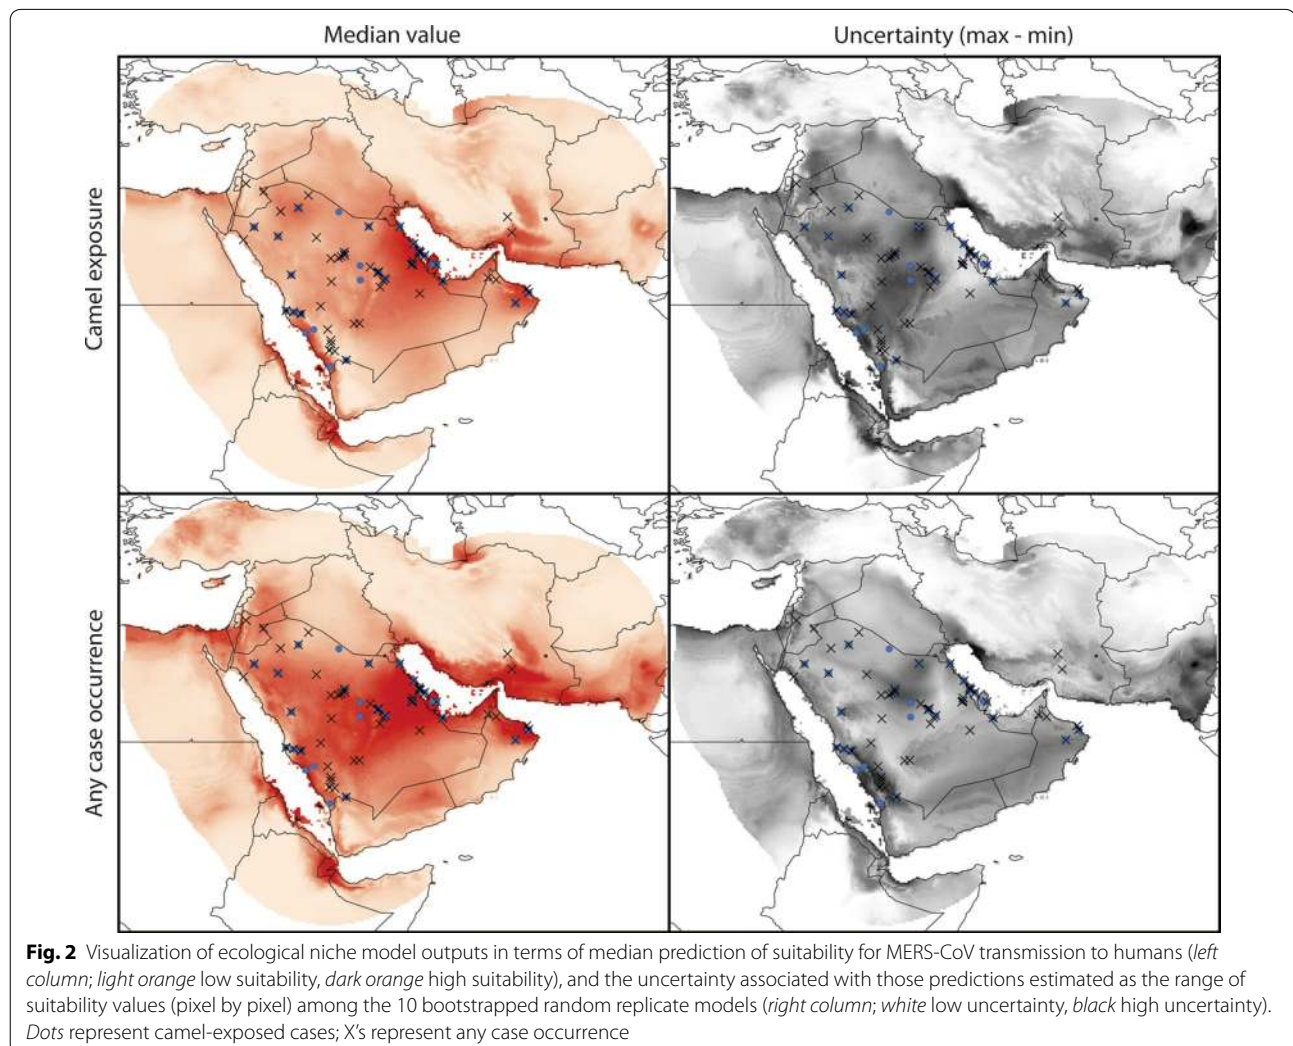 Median value
Uncertainty (max - min)
Camel exposure
Any case occurrence
Fig. 2 Visualization of ecological niche model outputs in terms of median prediction of suitability for MERS-CoV transmission to humans (left
column; light orange low suitability, dark orange high suitability), and the uncertainty associated with those predictions estimated as the range of
suitability values (pixel by pixel) among the 10 bootstrapped random replicate models (right column; white low uncertainty, black high uncertainty).
Dots represent camel-exposed cases; X's represent any case occurrence